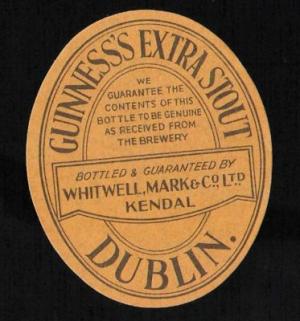 GUINNESS'S EXTRA STOUT
WE
GUARANTEE THE
CONTENTS OF THIS
BOTTLE TO BE GENUINE
AS RECEIVED FROM
THE BREWERY
BOTTLED & GUARANTEED BY
WHITWELL, MARK & Co., LTD.
KENDAL
DUBLIN.